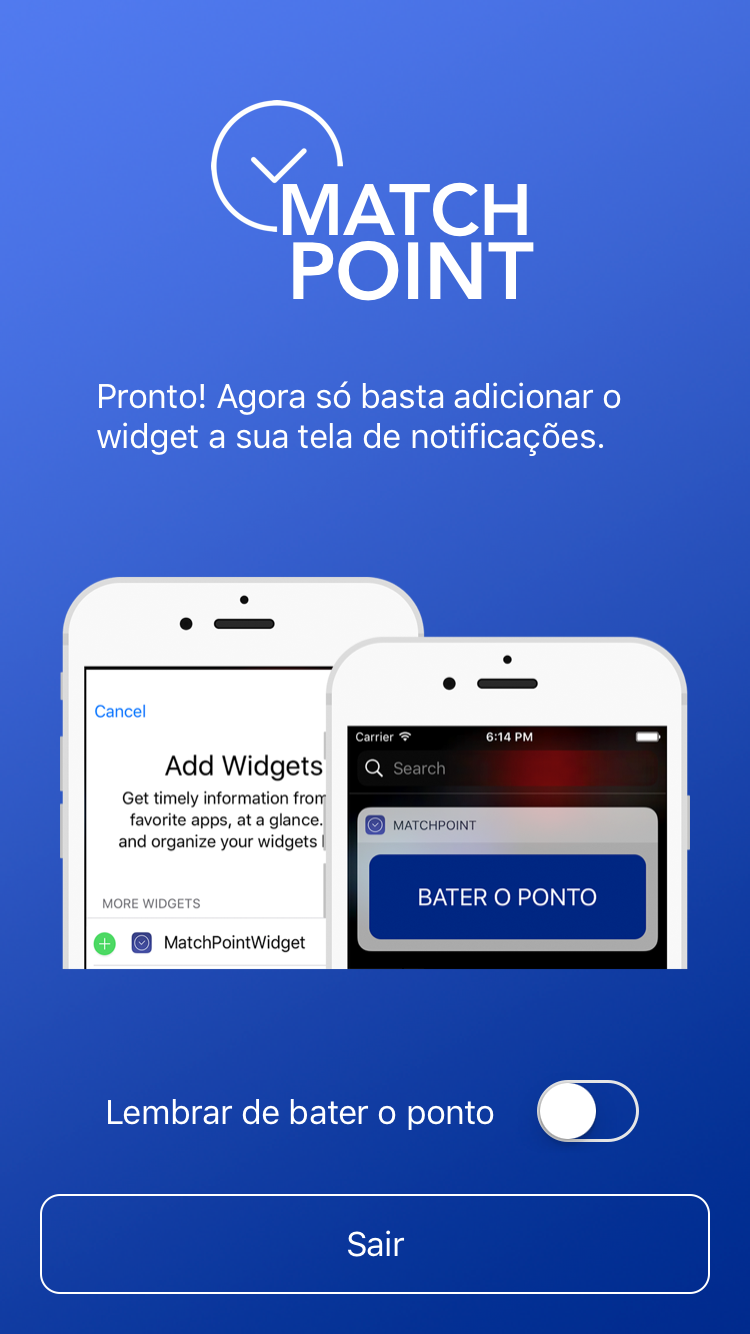 MATCH
POINT
Pronto! Agora só basta adicionar o
widget a sua tela de notificações.
Cancel
Add Widgets
Get timely information from
favorite apps, at a glance.
and organize your widgets
MORE WIDGETS
MatchPointWidget
Carrier
6:14 PM
Search
MATCHPOINT
BATER O PONTO
Lembrar de bater o ponto
Sair